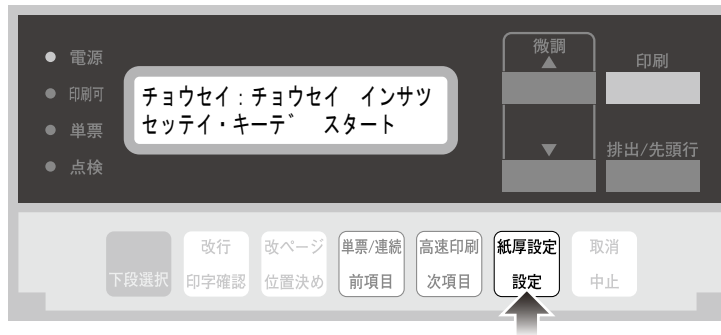 微調
電源
印刷
印刷可
チョウセイ：チョウセイ インサツ
セッテイ・キーデ スタート
単票
排出/先頭行
点検
改行
改ページ
単票/連続
高速印刷
紙厚設定
取消
下段選択
印字確認
位置決め
前項目
次項目
設定
中止